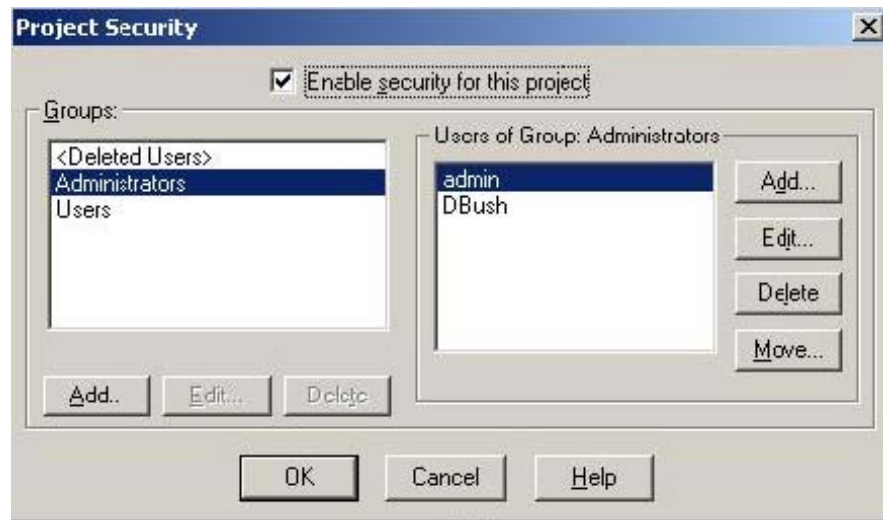 Project Security
Enable security for this project
Groups:
<Deleted Users>
Administrators
Users
Add..
Edit...
Delete
Users of Group: Administrators
admin
DBush
Add...
Edit...
Delete
Move...
OK
Cancel
Help